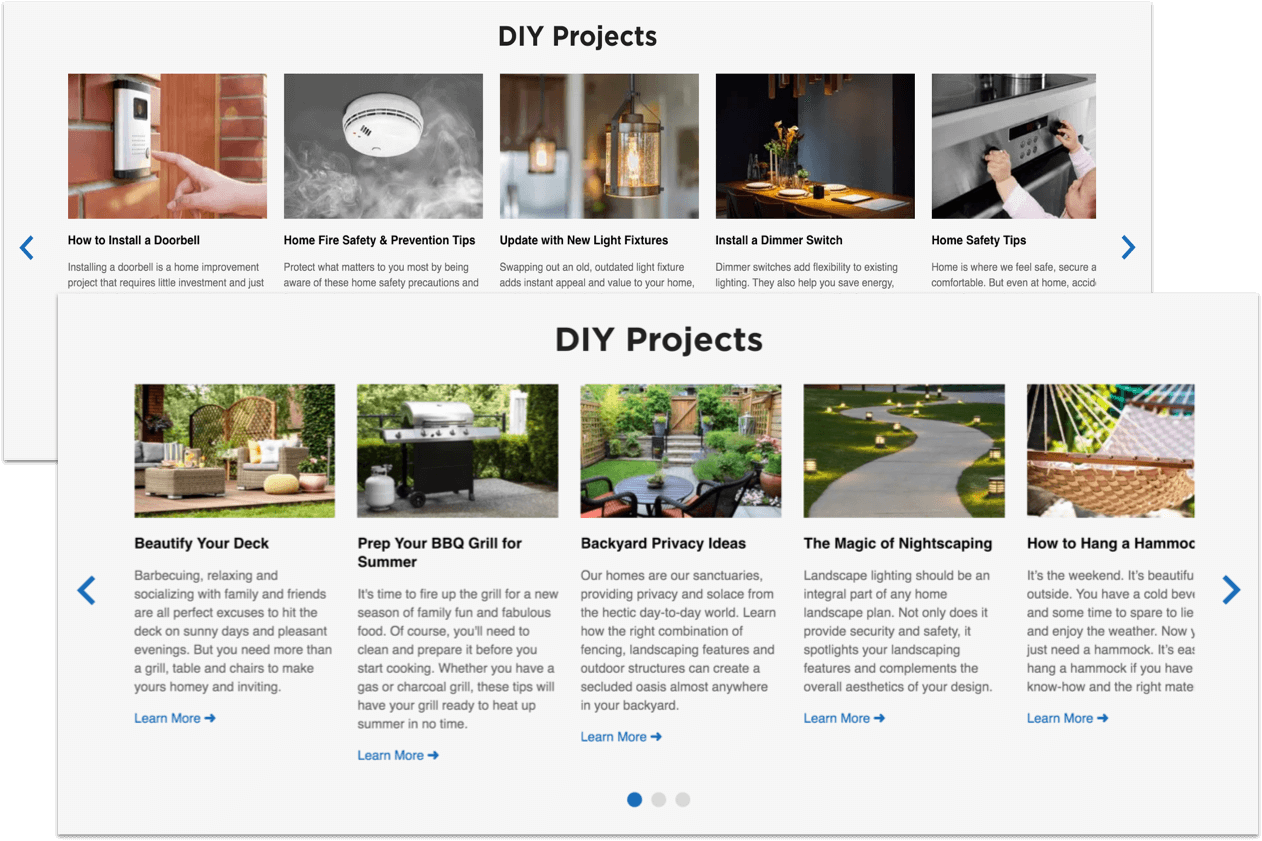 DIY Projects
How to Install a Doorbell
Installing a doorbell is a home improvement
project that requires little investment and just
Home Fire Safety & Prevention Tips
Protect what matters to you most by being
aware of these home safety precautions and
Update with New Light Fixtures
Swapping out an old, outdated light fixture
adds instant appeal and value to your home,
Install a Dimmer Switch
Dimmer switches add flexibility to existing
lighting. They also help you save energy,
Home Safety Tips
Home is where we feel safe, secure a
comfortable. But even at home, accid
DIY Projects
Beautify Your Deck
Barbecuing, relaxing and
socializing with family and friends
are all perfect excuses to hit the
deck on sunny days and pleasant
evenings. But you need more than
a grill, table and chairs to make
yours homey and inviting.
Learn More ➔
Prep Your BBQ Grill for
Summer
It's time to fire up the grill for a new
season of family fun and fabulous
food. Of course, you'll need to
clean and prepare it before you
start cooking. Whether you have a
gas or charcoal grill, these tips will
have your grill ready to heat up
summer in no time.
Learn More ➔
Backyard Privacy Ideas
Our homes are our sanctuaries,
providing privacy and solace from
the hectic day-to-day world. Learn
how the right combination of
fencing, landscaping features and
outdoor structures can create a
secluded oasis almost anywhere
in your backyard.
Learn More ➔
The Magic of Nightscaping
Landscape lighting should be an
integral part of any home
landscape plan. Not only does it
provide security and safety, it
spotlights your landscaping
features and complements the
overall aesthetics of your design.
Learn More ➔
How to Hang a Hammoc
It's the weekend. It's beautifu
outside. You have a cold beve
and some time to spare to lie
and enjoy the weather. Now y
just need a hammock. It's eas
hang a hammock if you have
know-how and the right mate
Learn More ➔